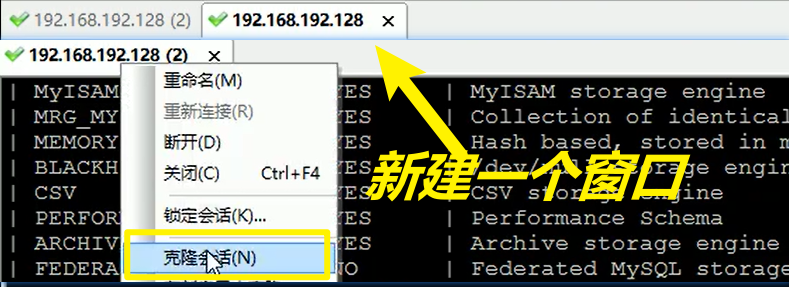 192.168.192.128 (2) 192.168.192.128
192.168.192.128 (2)
重命名(M)
重新连接(R)
断开(D)
关闭(C) Ctrl+F4
锁定会话(K)...
克隆会话(N)
新建一个窗口
| MyISAM YES | MyISAM storage engine
| MRG_MY YES | Collection of identical
| MEMORY | Hash based, stored in m
| BLACKH YES /dev/null storage engin
| CSV YES CSV storage engine
| PERFOR YES | Performance Schema
| ARCHIV YES | Archive storage engine
| FEDERA NO | Federated MySQL storage